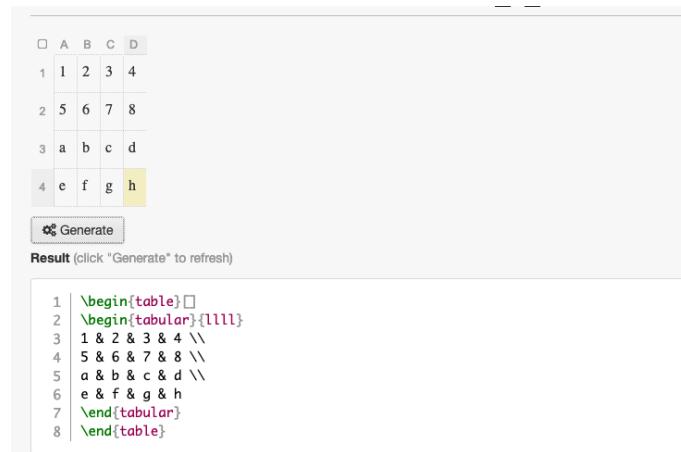 A B C D
1 1 2 3 4
2 5 6 7 8
3 a b c d
4 e f g h
Generate
Result (click "Generate" to refresh)
1 \begin{table}[]
2 \begin{tabular}{llll}
3 1 & 2 & 3 & 4 \\
4 5 & 6 & 7 & 8 \\
5 a & b & c & d \\
6 e & f & g & h
7 \end{tabular}
8 \end{table}